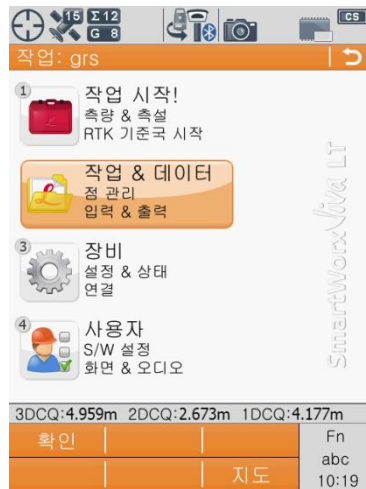 15 Σ 12
G 8
CS
작업: grs
1 작업 시작!
측량 & 측설
RTK 기준국 시작
작업 & 데이터
점 관리
입력 & 출력
3 장비
설정 & 상태
연결
4 사용자
S/W 설정
화면 & 오디오
SmartWorx Viva LT
3DCQ:4.959m 2DCQ:2.673m 1DCQ:4.177m
확인 Fn
abc
지도 10:19